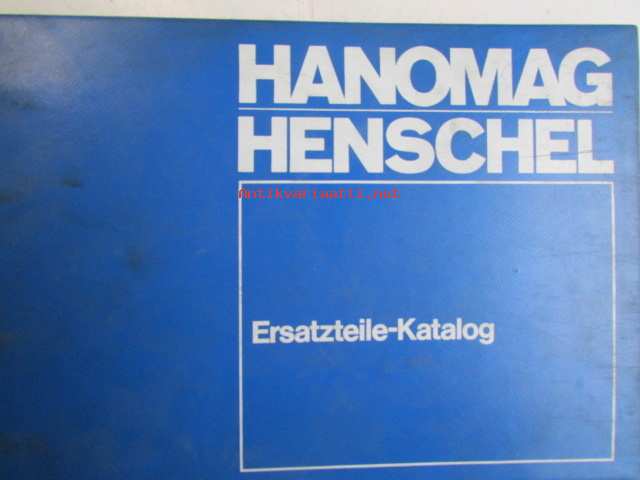 HANOMAG
HENSCHEL
Antikvariaatti.net
Ersatzteile-Katalog